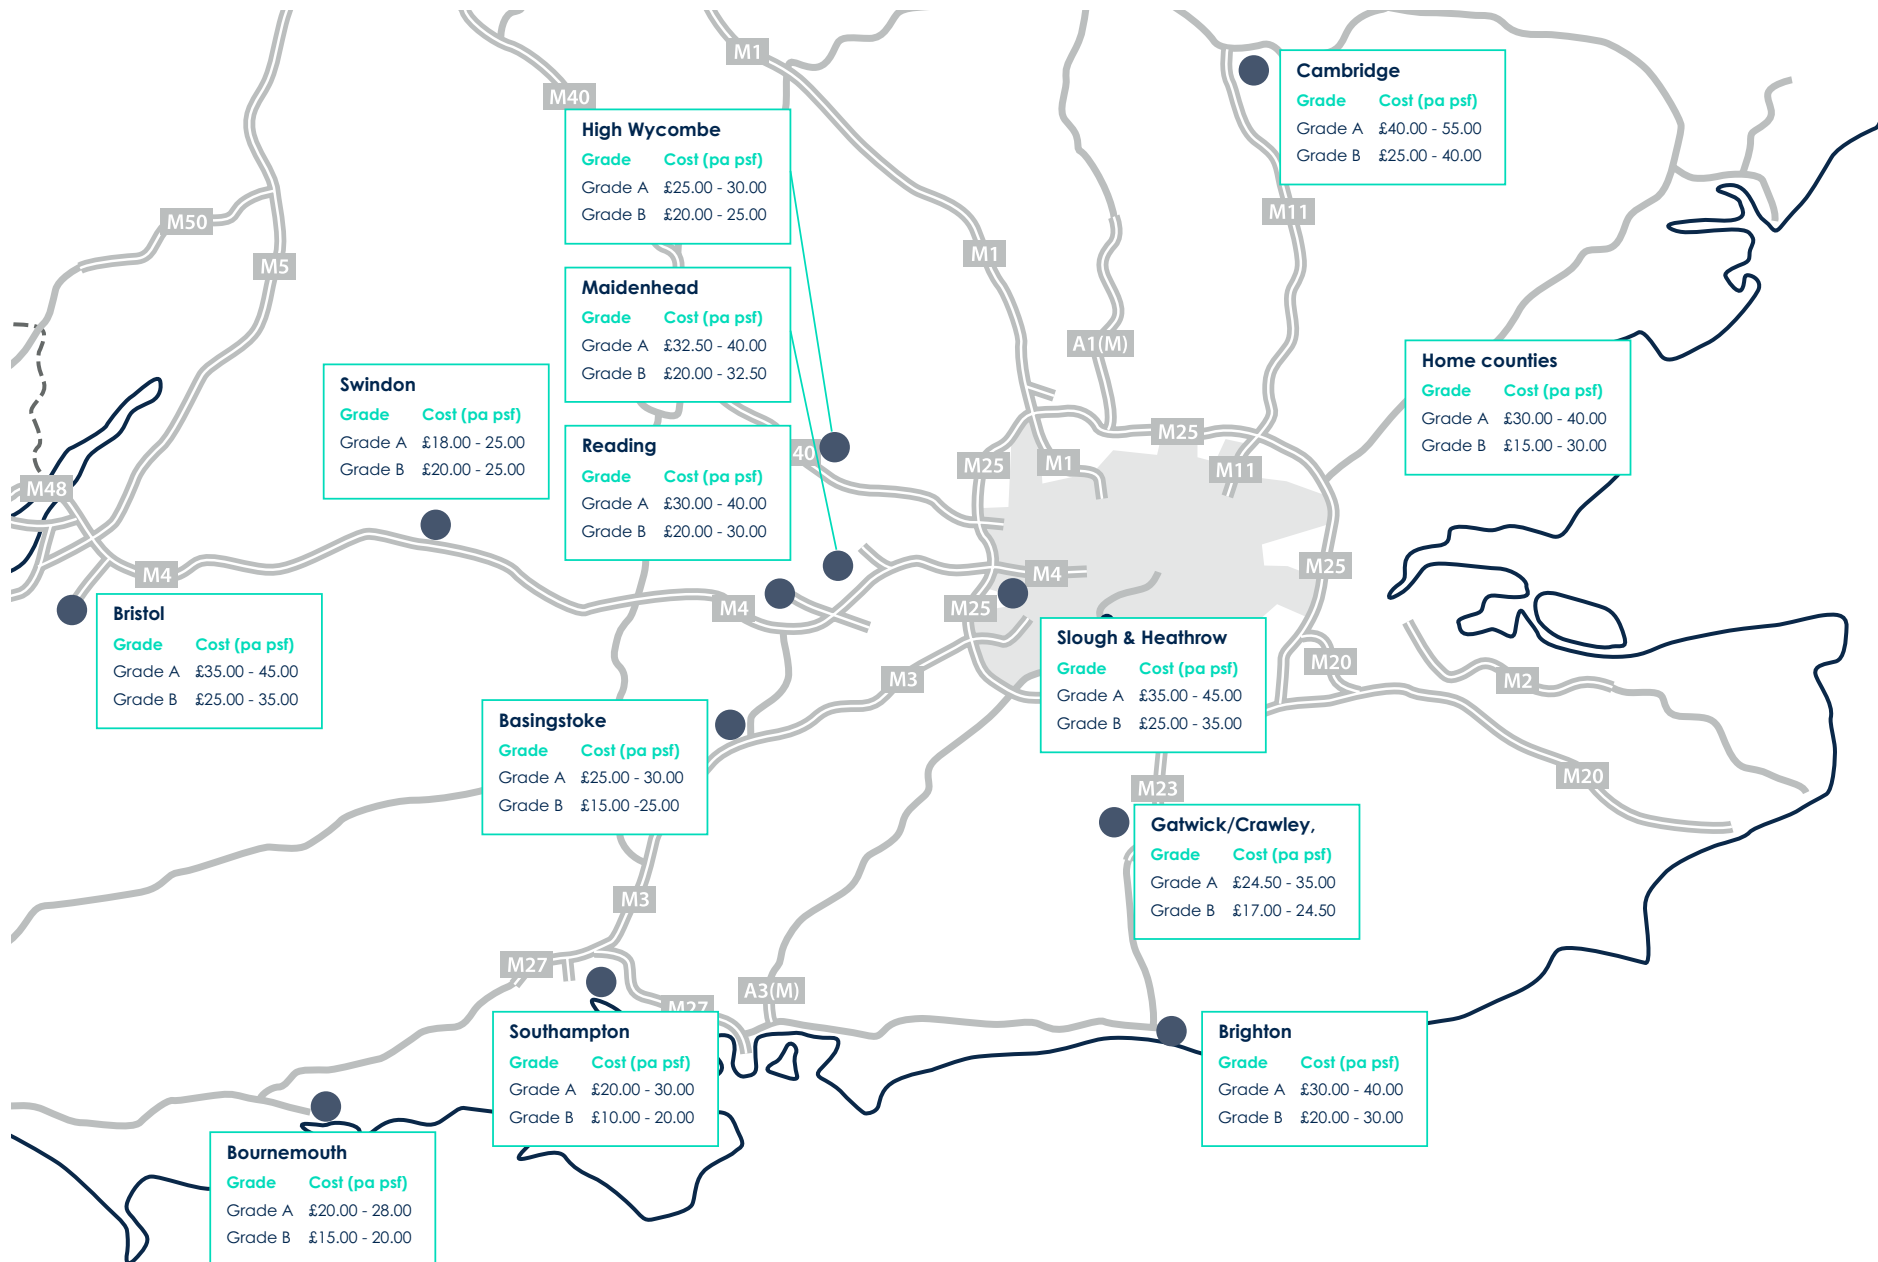 M1
M40
Cambridge
Grade Cost (pa psf)
Grade A £40.00 - 55.00
Grade B £25.00 - 40.00
High Wycombe
Grade Cost (pa psf)
Grade A £25.00 - 30.00
Grade B £20.00 - 25.00
M50
M11
M5
M1
Maidenhead
Grade Cost (pa psf)
Grade A £32.50 - 40.00
Grade B £20.00 - 32.50
A1(M)
Home counties
Grade Cost (pa psf)
Grade A £30.00 - 40.00
Grade B £15.00 - 30.00
Swindon
Grade Cost (pa psf)
Grade A £18.00 - 25.00
Grade B £20.00 - 25.00
M25
Reading
Grade Cost (pa psf)
Grade A £30.00 - 40.00
Grade B £20.00 - 30.00
40
M25
M1
M11
M48
M4
M4
M25
M4
M25
Bristol
Grade Cost (pa psf)
Grade A £35.00 - 45.00
Grade B £25.00 - 35.00
Slough & Heathrow
Grade Cost (pa psf)
Grade A £35.00 - 45.00
Grade B £25.00 - 35.00
M20
M3
M2
Basingstoke
Grade Cost (pa psf)
Grade A £25.00 - 30.00
Grade B £15.00 -25.00
M20
M23
Gatwick/Crawley,
Grade Cost (pa psf)
Grade A £24.50 - 35.00
Grade B £17.00 - 24.50
M3
M27
A3(M)
M27
Southampton
Grade Cost (pa psf)
Grade A £20.00 - 30.00
Grade B £10.00 - 20.00
Brighton
Grade Cost (pa psf)
Grade A £30.00 - 40.00
Grade B £20.00 - 30.00
Bournemouth
Grade Cost (pa psf)
Grade A £20.00 - 28.00
Grade B £15.00 - 20.00